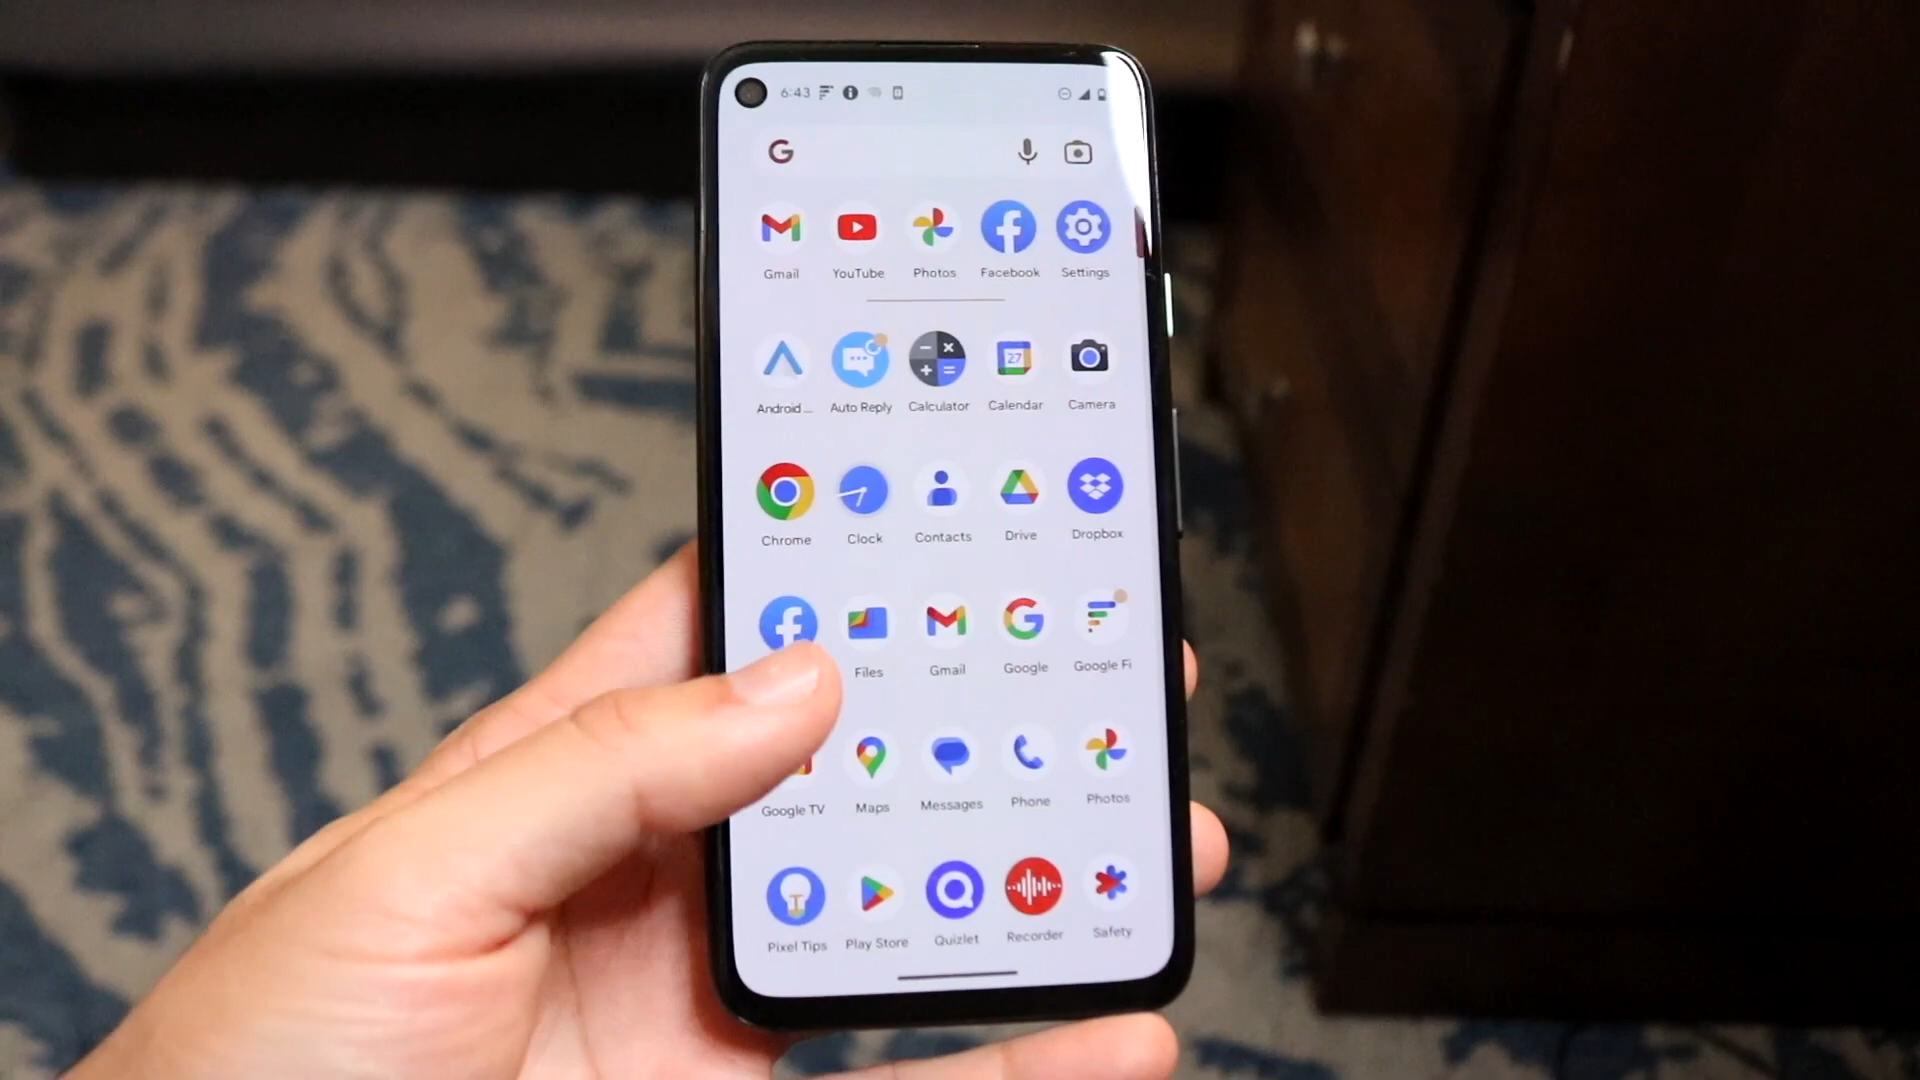 6:43
Gmail YouTube Photos Facebook Settings
27
Android ... Auto Reply Calculator Calendar Camera
Chrome Clock Contacts Drive Dropbox
Files Gmail Google Google Fi
Google TV Maps Messages Phone Photos
Pixel Tips Play Store Quizlet Recorder Safety